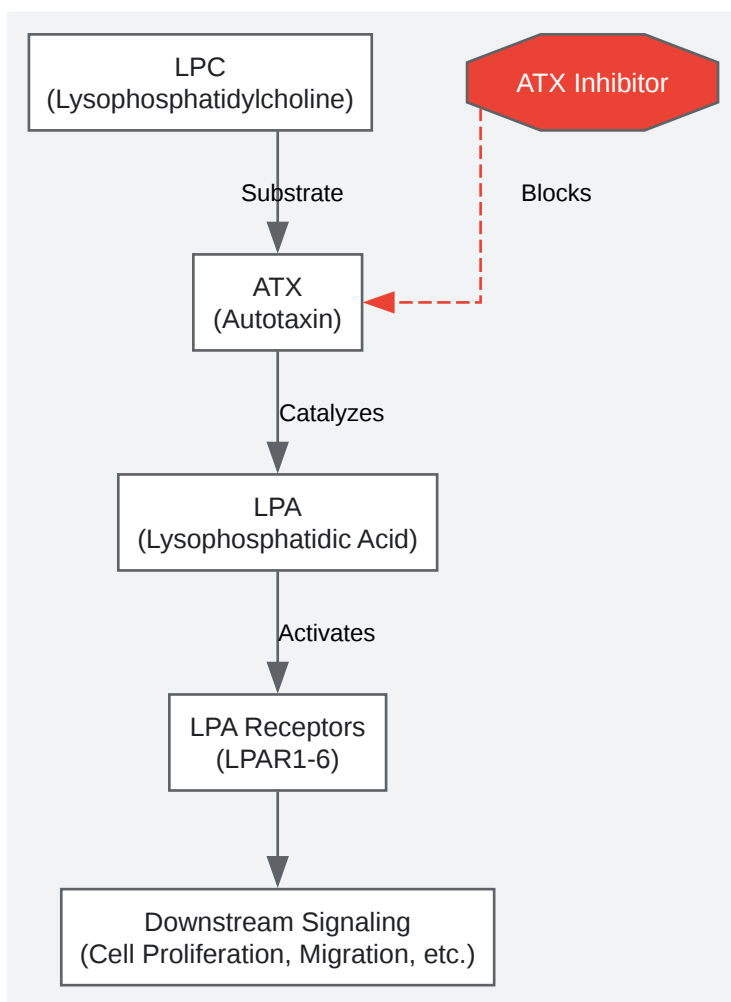 LPC
(Lysophosphatidylcholine)
ATX Inhibitor
Substrate
Blocks
ATX
(Autotaxin)
Catalyzes
LPA
(Lysophosphatidic Acid)
Activates
LPA Receptors
(LPAR1-6)
Downstream Signaling
(Cell Proliferation, Migration, etc.)